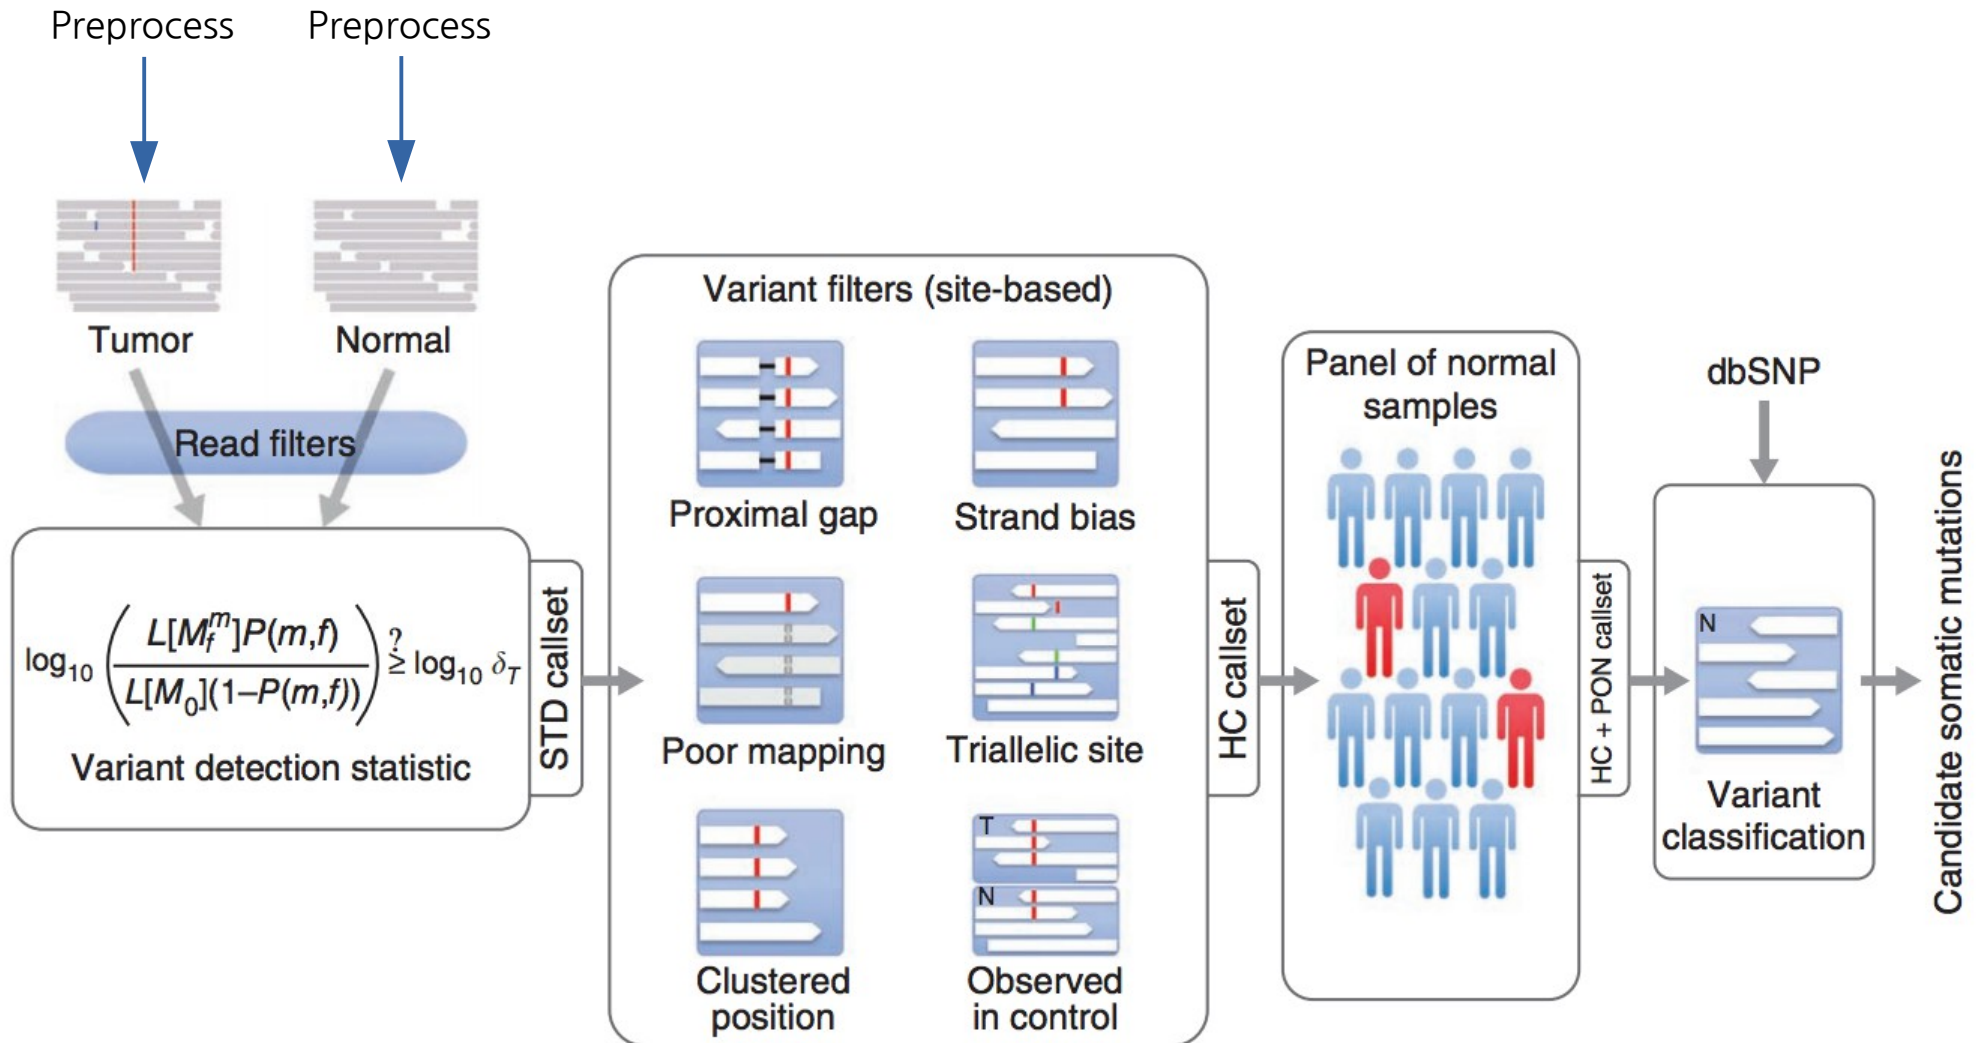 Preprocess
Preprocess
Tumor
Normal
Read filters
log10 (L[M_f^m]P(m,f) / L[M_0](1–P(m,f))) ≥? log10 δ_T
Variant detection statistic
STD callset
Variant filters (site-based)
Proximal gap
Strand bias
Poor mapping
Triallelic site
Clustered
position
T
N
Observed
in control
HC callset
Panel of normal
samples
HC + PON callset
dbSNP
N
Variant
classification
Candidate somatic mutations